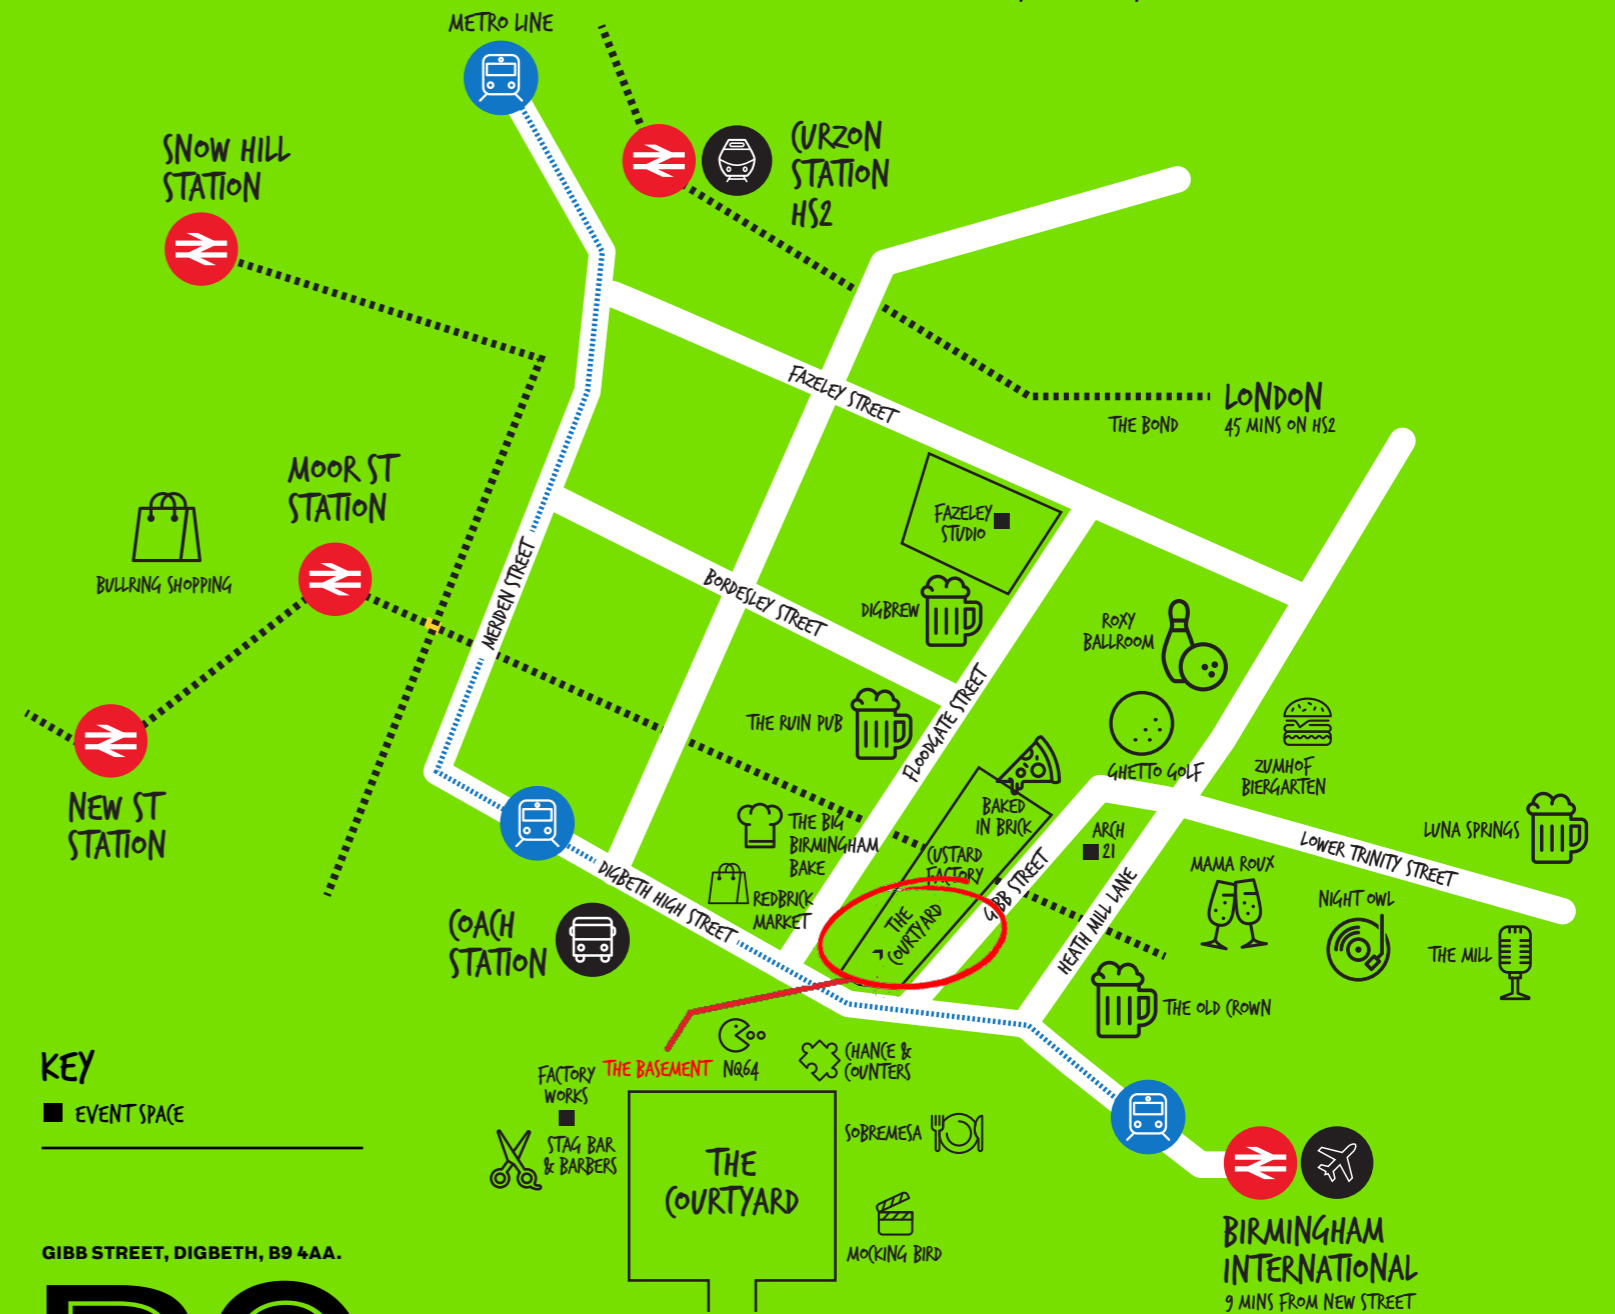 METRO LINE
SNOW HILL
STATION
CURZON
STATION
HS2
FAZELEY STREET
LONDON
45 MINS ON HS2
THE BOND
MOOR ST
STATION
BULLRING SHOPPING
MERIDEN STREET
FAZELEY
STUDIO
BORDESLEY STREET
DIGBREW
ROXY
BALLROOM
THE RUIN PUB
FLOODGATE STREET
GHETTO GOLF
ZUMHOF
BIERGARTEN
NEW ST
STATION
BAKED
IN BRICK
THE BIG
BIRMINGHAM
BAKE
CUSTARD
FACTORY
ARCH
21
GIBB STREET
LUNA SPRINGS
LOWER TRINITY STREET
MAMA ROUX
NIGHT OWL
THE MILL
DIGBETH HIGH STREET
REDBRICK
MARKET
THE
COURTYARD
HEATH MILL LANE
COACH
STATION
THE OLD CROWN
KEY
EVENT SPACE
FACTORY
WORKS
THE BASEMENT
NQ64
CHANCE &
COUNTERS
STAG BAR
& BARBERS
THE
COURTYARD
SOBREMESA
MOCKING BIRD
BIRMINGHAM
INTERNATIONAL
9 MINS FROM NEW STREET
GIBB STREET, DIGBETH, B9 4AA.